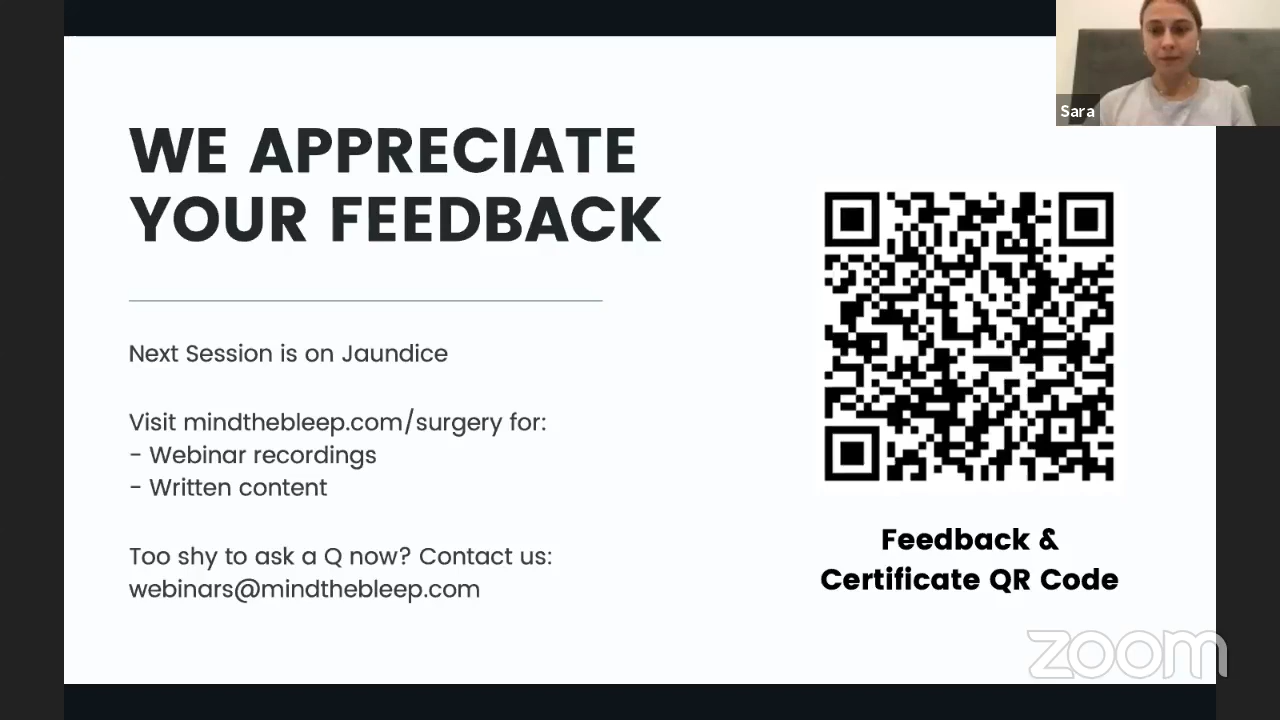 WE APPRECIATE
YOUR FEEDBACK
Next Session is on Jaundice
Visit mindthebleep.com/surgery for:
- Webinar recordings
- Written content
Too shy to ask a Q now? Contact us:
webinars@mindthebleep.com
Sara
Feedback &
Certificate QR Code
zoom